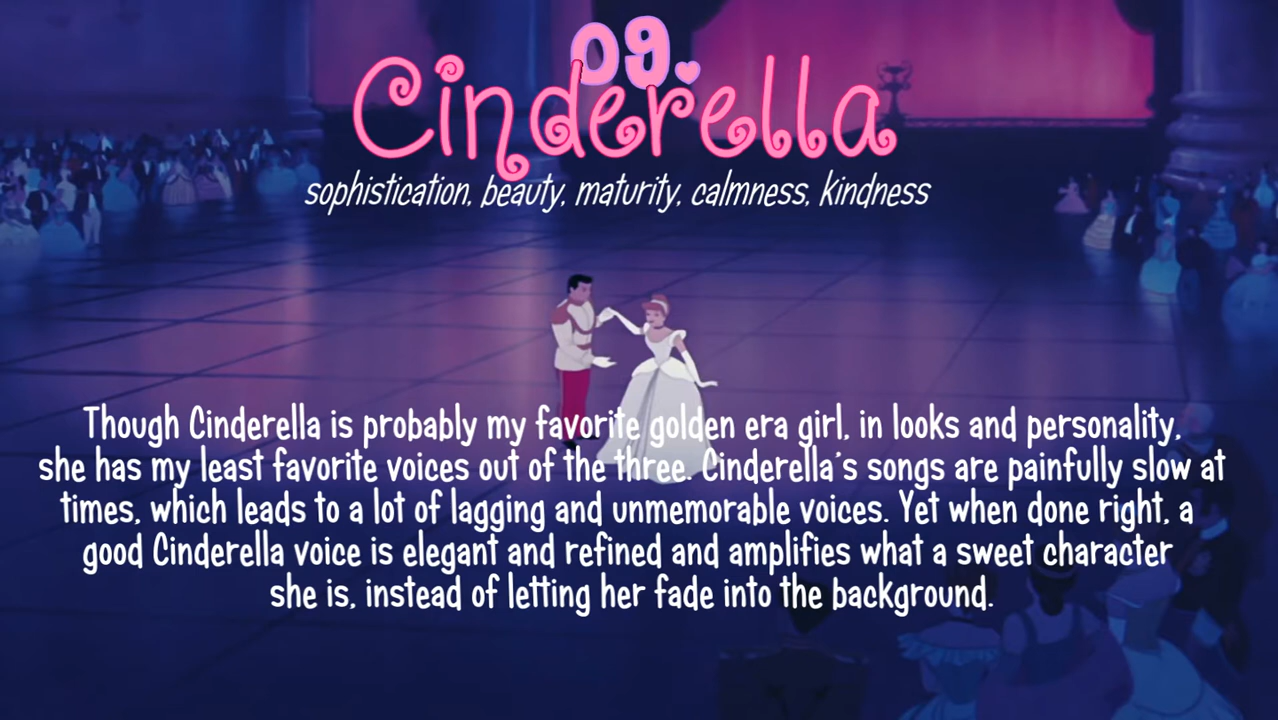 09.
Cinderella
sophistication, beauty, maturity, calmness, kindness
Though Cinderella is probably my favorite golden era girl, in looks and personality,
she has my least favorite voices out of the three. Cinderella's songs are painfully slow at
times, which leads to a lot of lagging and unmemorable voices. Yet when done right, a
good Cinderella voice is elegant and refined and amplifies what a sweet character
she is, instead of letting her fade into the background.